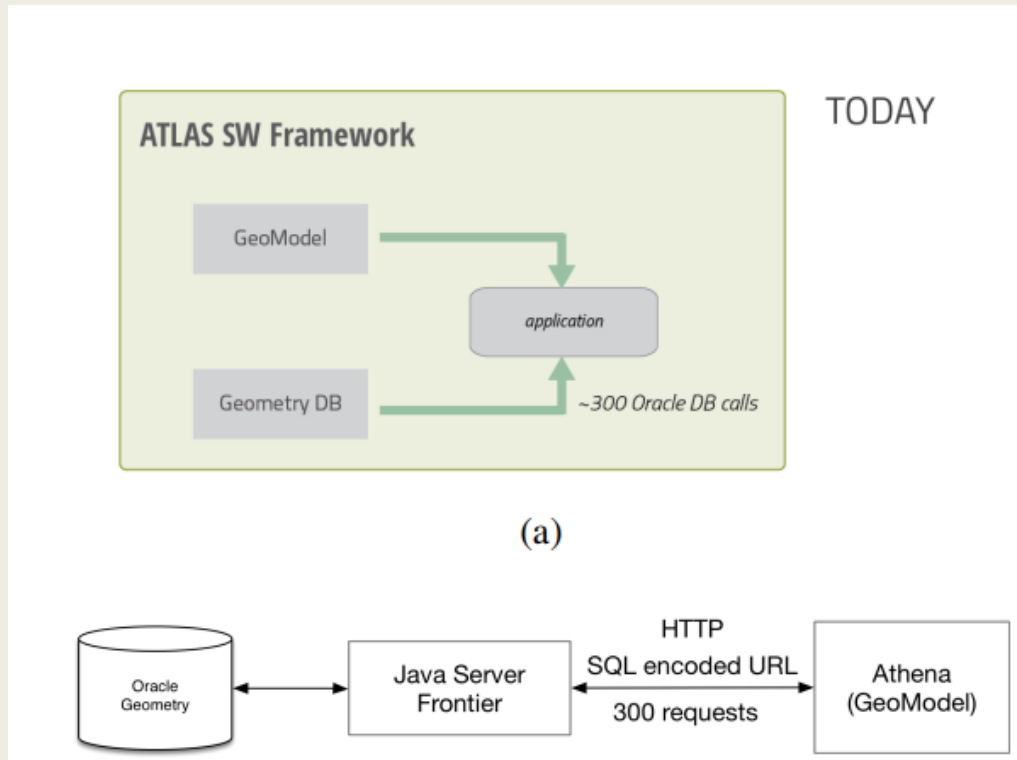 TODAY
ATLAS SW Framework
GeoModel
application
Geometry DB
~300 Oracle DB calls
(a)
Oracle
Geometry
Java Server
Frontier
HTTP
SQL encoded URL
300 requests
Athena
(GeoModel)